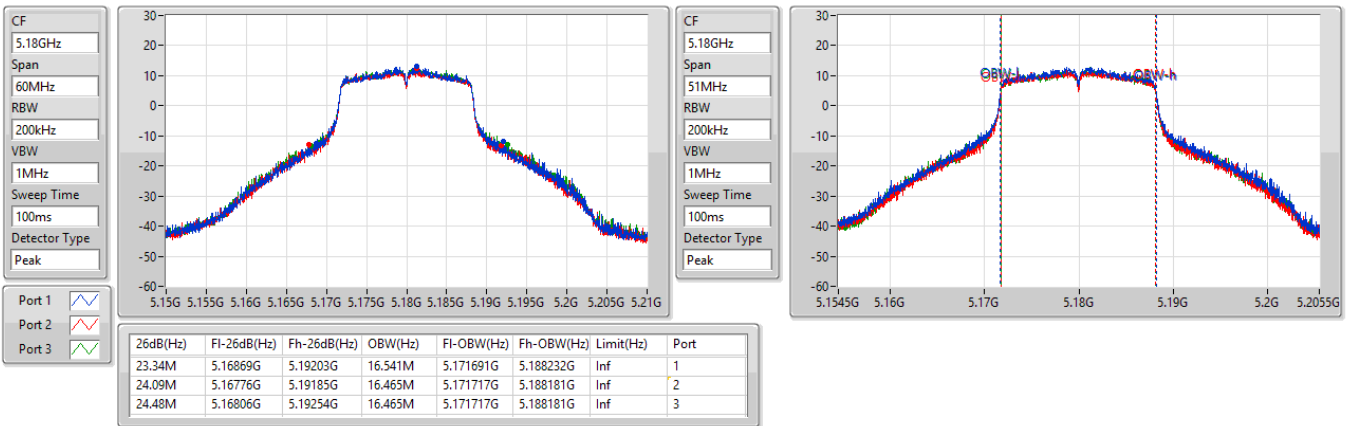 CF
5.18GHz
Span
60MHz
RBW
200kHz
VBW
1MHz
Sweep Time
100ms
Detector Type
Peak
30
20
10
0
-10
-20
-30
-40
-50
-60
5.15G 5.155G 5.16G 5.165G 5.17G 5.175G 5.18G 5.185G 5.19G 5.195G 5.2G 5.205G 5.21G
CF
5.18GHz
Span
51MHz
RBW
200kHz
VBW
1MHz
Sweep Time
100ms
Detector Type
Peak
30
20
10
0
-10
-20
-30
-40
-50
-60
OBW-l OBW-h
5.1545G 5.16G 5.17G 5.18G 5.19G 5.2G 5.2055G
Port 1
Port 2
Port 3
26dB(Hz) Fl-26dB(Hz) Fh-26dB(Hz) OBW(Hz) Fl-OBW(Hz) Fh-OBW(Hz) Limit(Hz) Port
23.34M 5.16869G 5.19203G 16.541M 5.171691G 5.188232G Inf 1
24.09M 5.16776G 5.19185G 16.465M 5.171717G 5.188181G Inf 2
24.48M 5.16806G 5.19254G 16.465M 5.171717G 5.188181G Inf 3